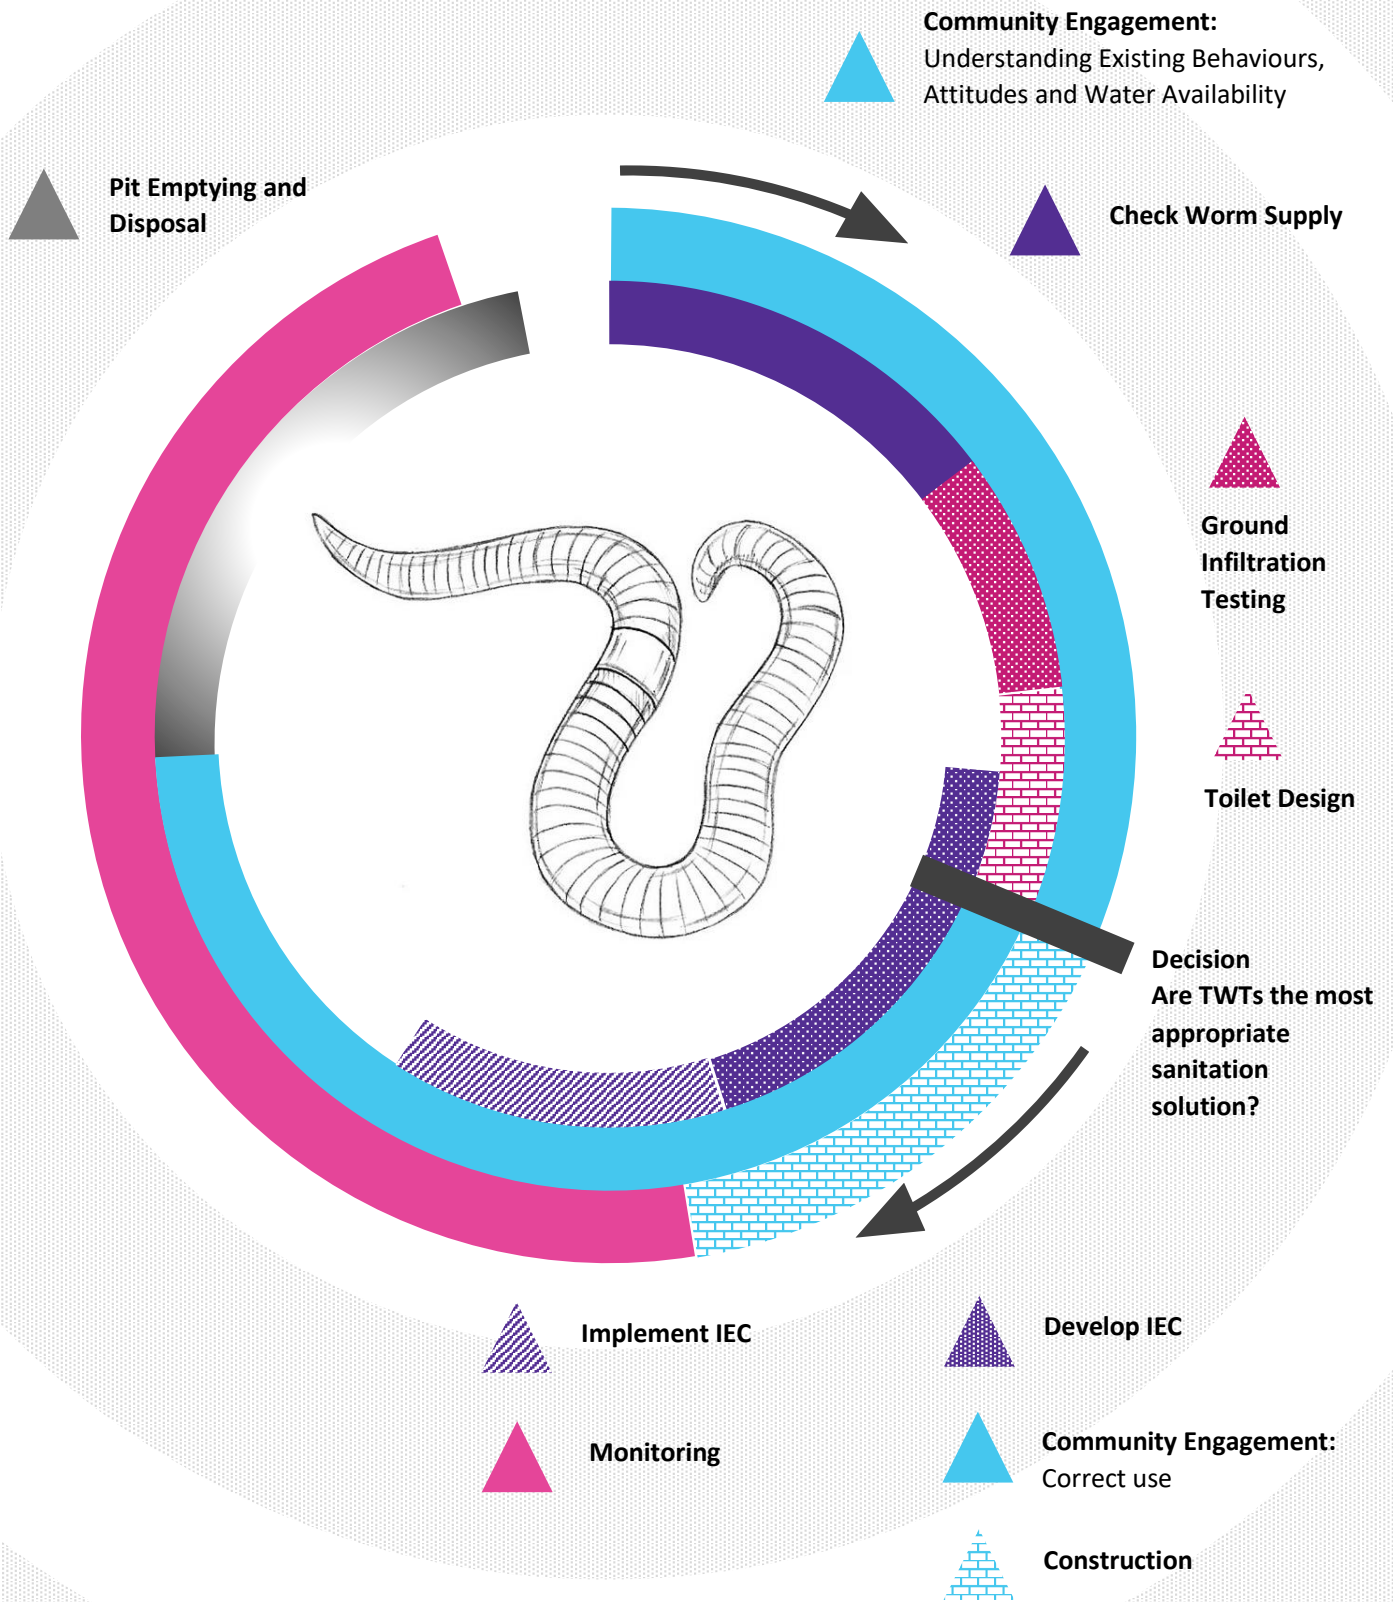 Community Engagement:
Understanding Existing Behaviours,
Attitudes and Water Availability
Pit Emptying and
Disposal
Check Worm Supply
Ground
Infiltration
Testing
Toilet Design
Decision
Are TWTs the most
appropriate
sanitation
solution?
Implement IEC
Develop IEC
Monitoring
Community Engagement:
Correct use
Construction